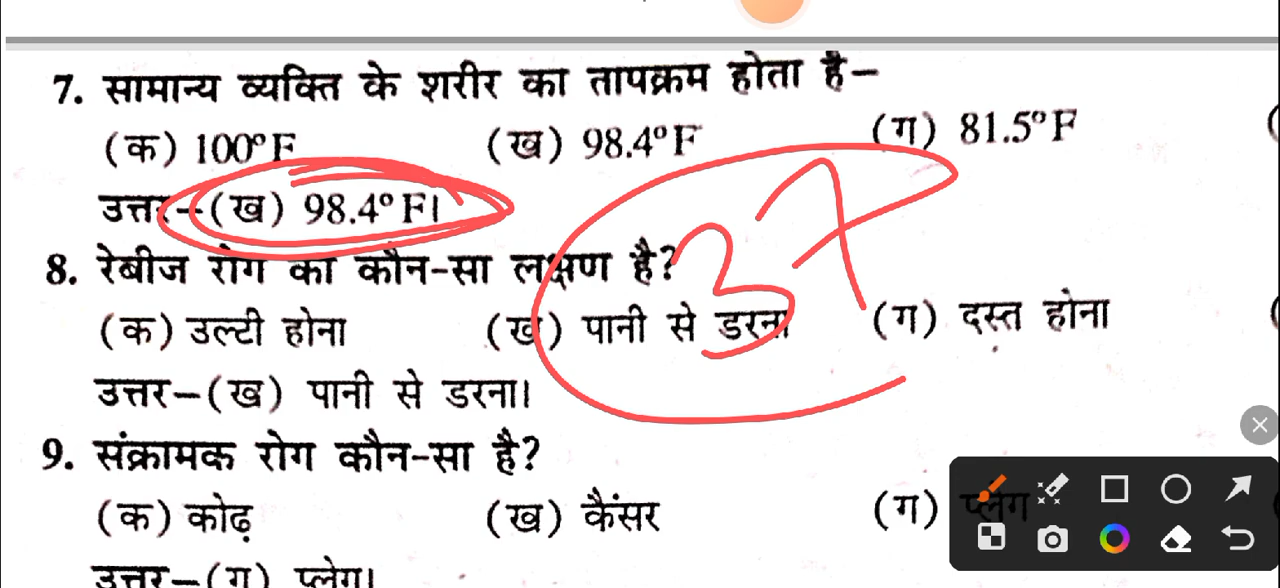 7. सामान्य व्यक्ति के शरीर का तापक्रम होता है–
(क) 100°F (ख) 98.4°F (ग) 81.5°F (
उत्तर–(ख) 98.4° F।
37
8. रेबीज रोग का कौन-सा लक्षण है?
(क) उल्टी होना (ख) पानी से डरना (ग) दस्त होना (
उत्तर–(ख) पानी से डरना।
9. संक्रामक रोग कौन-सा है?
(क) कोढ़ (ख) कैंसर (ग) प्लेग
उत्तर–(ग) प्लेग।